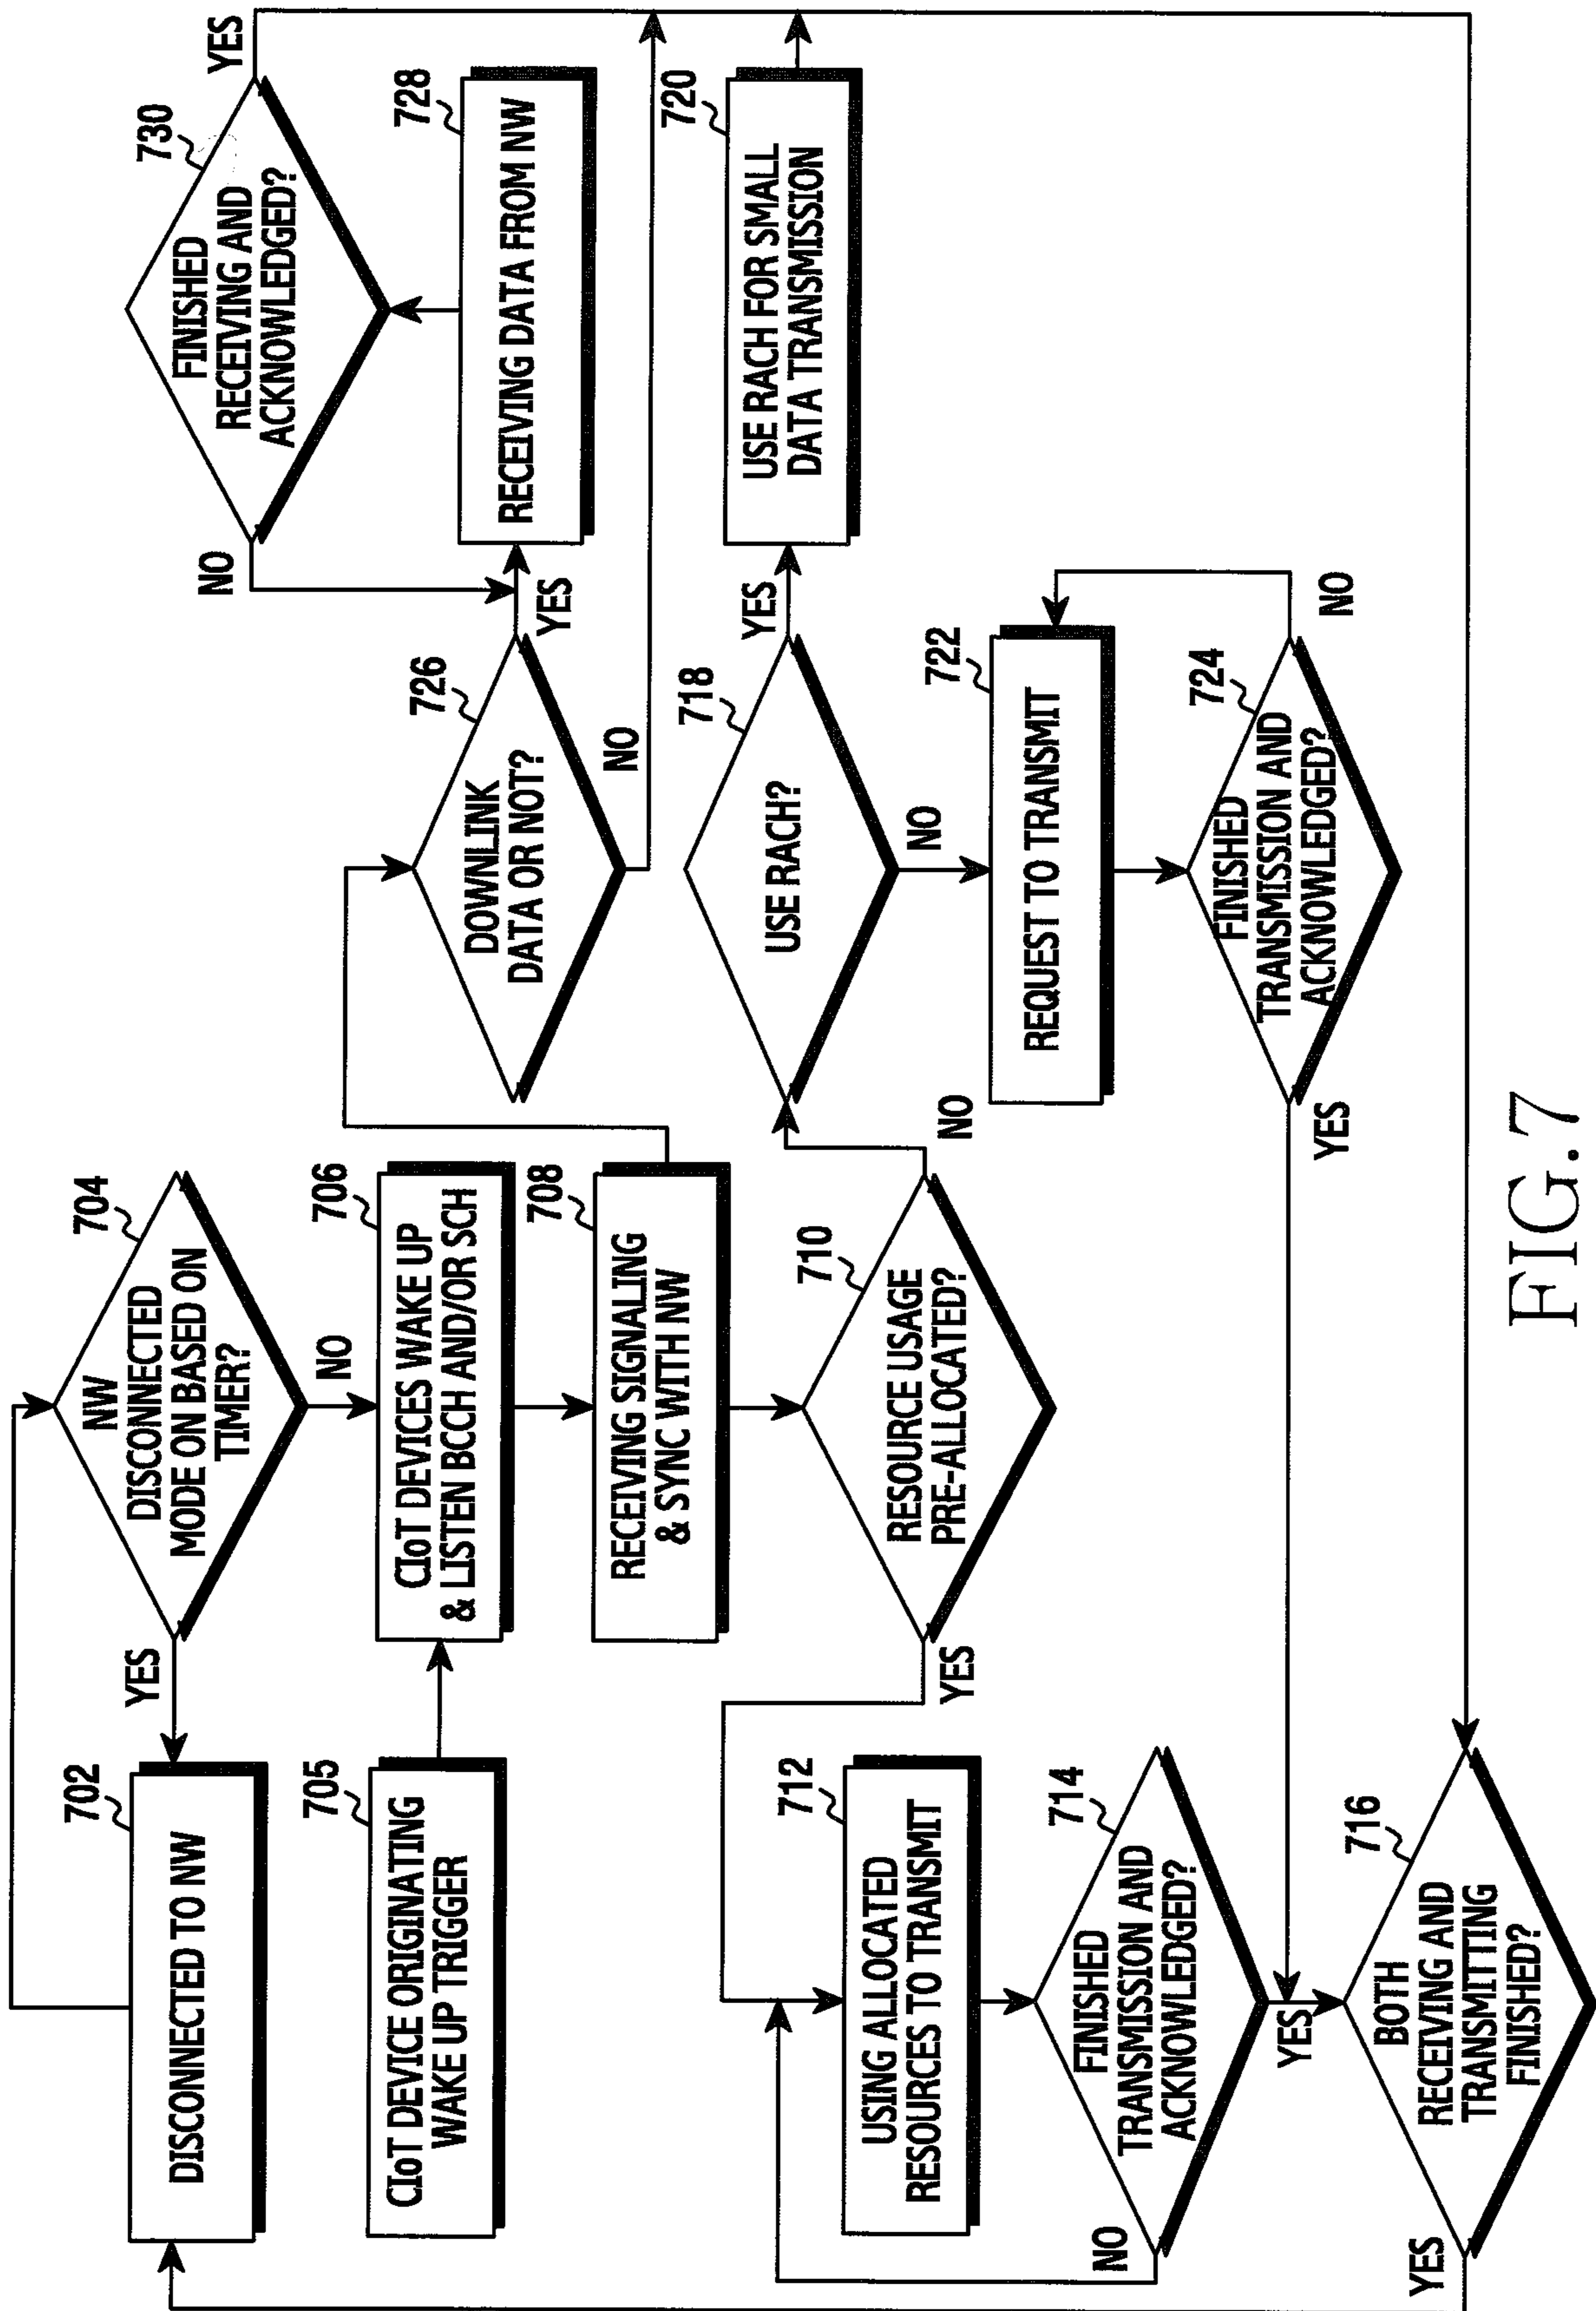 702
DISCONNECTED TO NW
704
NW
DISCONNECTED
MODE ON BASED ON
TIMER?
YES
NO
705
CIoT DEVICE ORIGINATING
WAKE UP TRIGGER
706
CIoT DEVICES WAKE UP
& LISTEN BCCH AND/OR SCH
708
RECEIVING SIGNALING
& SYNC WITH NW
710
RESOURCE USAGE
PRE-ALLOCATED?
YES
NO
712
USING ALLOCATED
RESOURCES TO TRANSMIT
714
FINISHED
TRANSMISSION AND
ACKNOWLEDGED?
NO
YES
716
BOTH
RECEIVING AND
TRANSMITTING
FINISHED?
YES
718
USE RACH?
YES
NO
720
USE RACH FOR SMALL
DATA TRANSMISSION
722
REQUEST TO TRANSMIT
724
FINISHED
TRANSMISSION AND
ACKNOWLEDGED?
YES
NO
726
DOWNLINK
DATA OR NOT?
YES
NO
728
RECEIVING DATA FROM NW
730
FINISHED
RECEIVING AND
ACKNOWLEDGED?
NO
YES
FIG.7